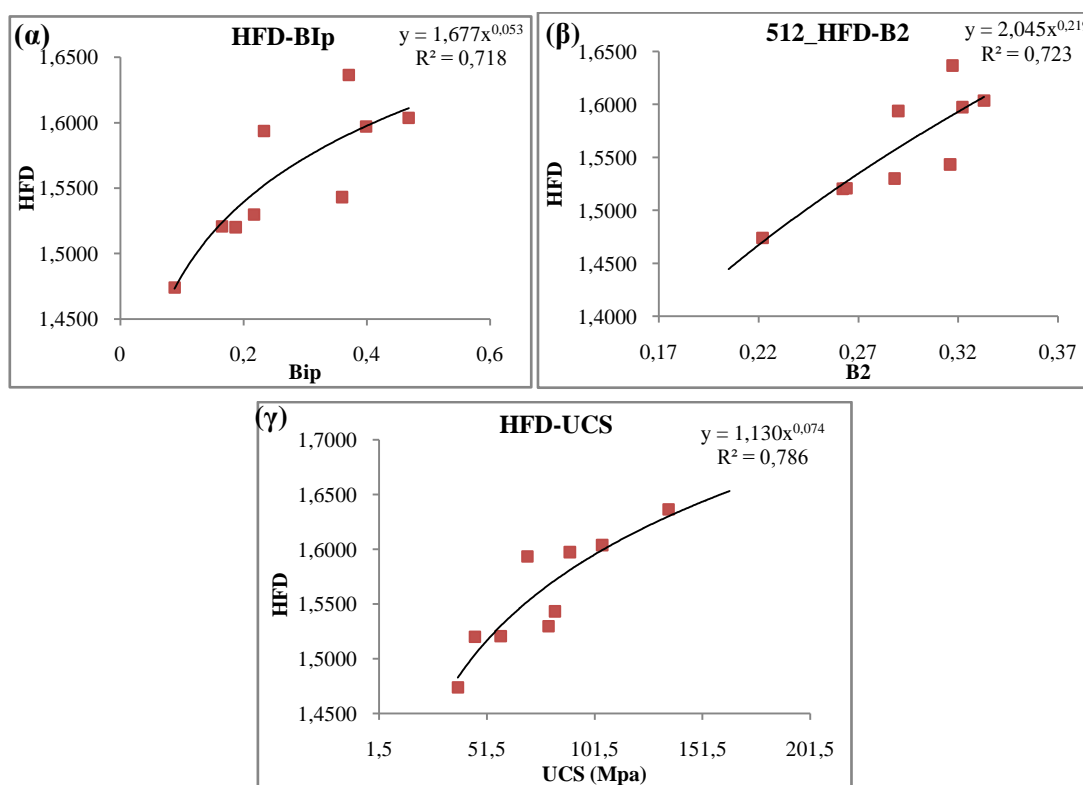 (α)
HFD-BIp
y = 1,677x^0,053
R² = 0,718
1,6500
1,6000
1,5500
1,5000
1,4500
HFD
0 0,2 0,4 0,6
Bip
(β)
512_HFD-B2
y = 2,045x^0,219
R² = 0,723
1,6500
1,6000
1,5500
1,5000
1,4500
1,4000
HFD
0,17 0,22 0,27 0,32 0,37
B2
(γ)
HFD-UCS
y = 1,130x^0,074
R² = 0,786
1,7000
1,6500
1,6000
1,5500
1,5000
1,4500
HFD
1,5 51,5 101,5 151,5 201,5
UCS (Mpa)